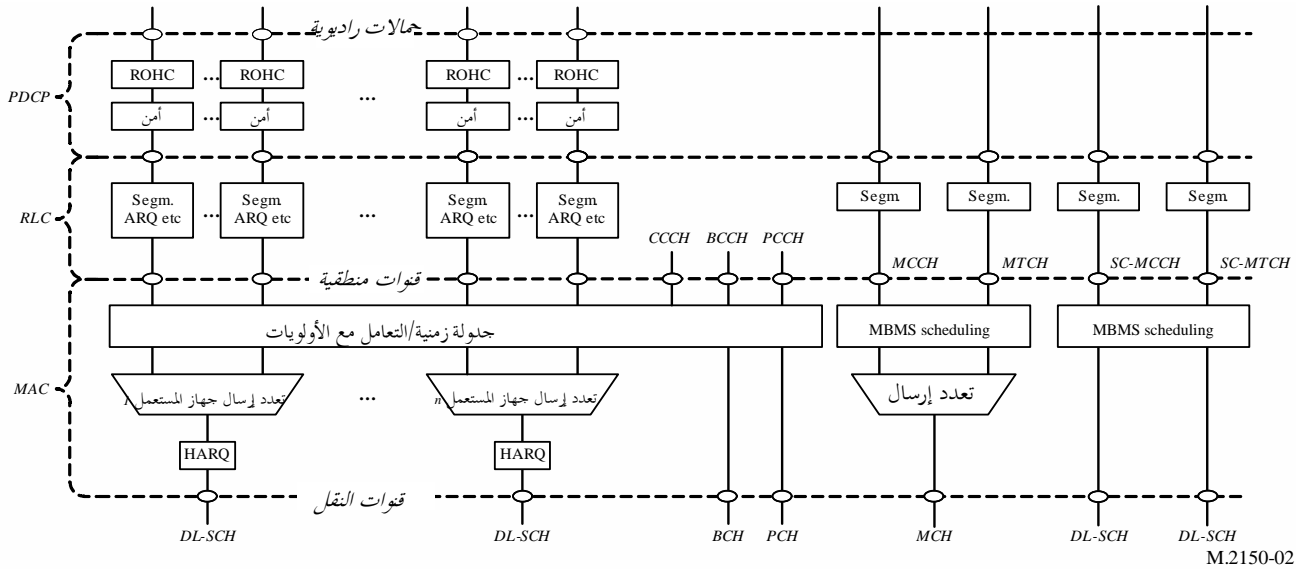 حمالات راديوية
ROHC ... ROHC ... ROHC ... ROHC
PDCP
أمن ... أمن ... أمن ... أمن
Segm. ARQ etc ... Segm. ARQ etc ... Segm. ARQ etc ... Segm. ARQ etc
Segm. Segm. Segm. Segm.
RLC
CCCH BCCH PCCH
MCCH MTCH SC-MCCH SC-MTCH
قنوات منطقية
جدولة زمنية/التعامل مع الأولويات
MBMS scheduling MBMS scheduling
MAC
تعدد إرسال جهاز المستعمل 1 ... تعدد إرسال جهاز المستعمل n
تعدد إرسال
HARQ HARQ
قنوات النقل
DL-SCH DL-SCH BCH PCH MCH DL-SCH DL-SCH
M.2150-02